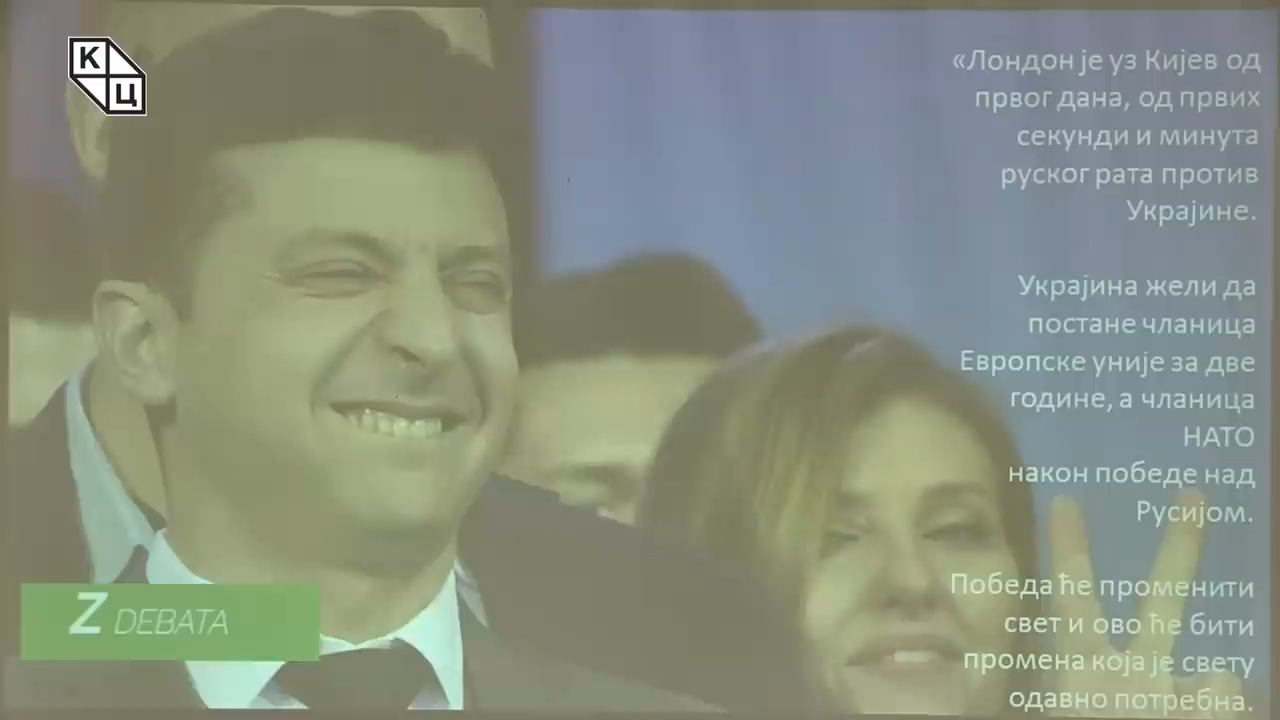 К
Ц
«Лондон је уз Кијев од
првог дана, од првих
секунди и минута
руског рата против
Украјине.
Украјина жели да
постане чланица
Европске уније за две
године, а чланица
НАТО
након победе над
Русијом.
Победа ће променити
свет и ово ће бити
промена која је свету
одавно потребна.
Z DEBATA